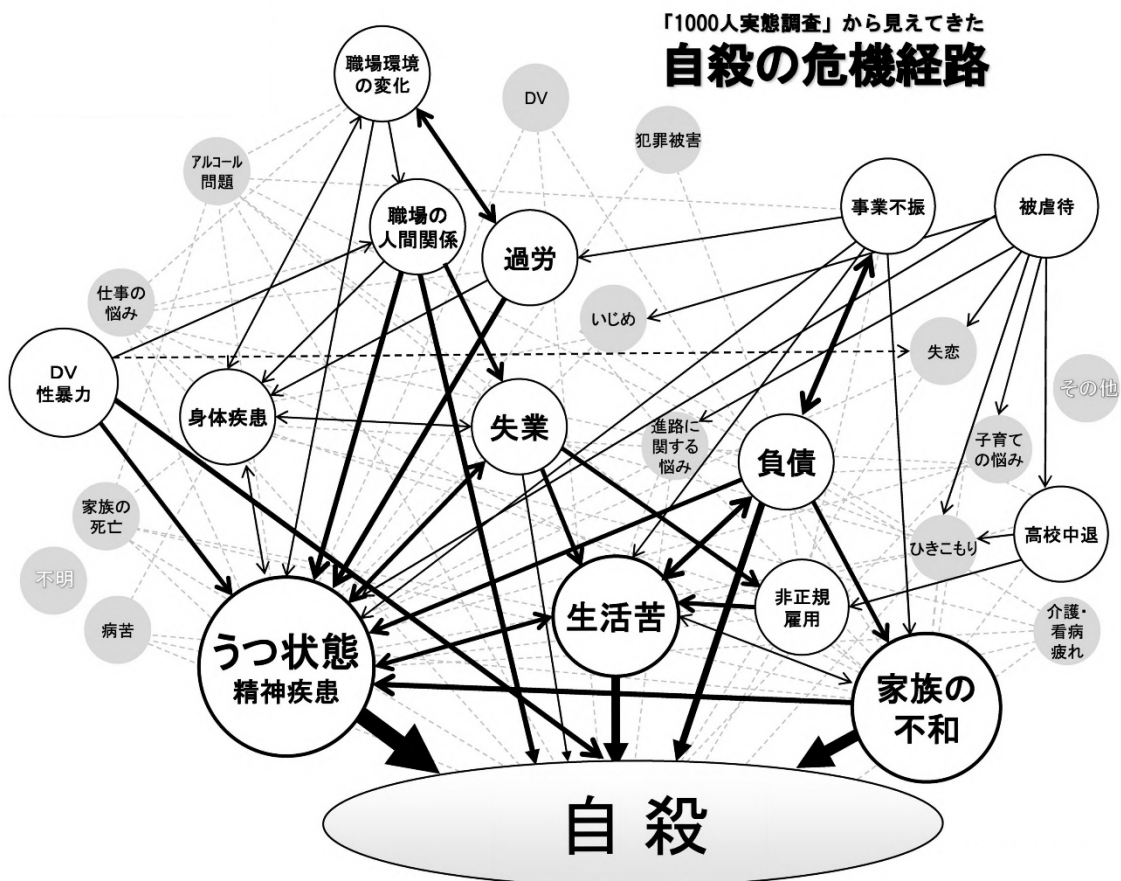 「1000人実態調査」から見えてきた
自殺の危機経路
職場環境
の変化
DV
犯罪被害
アルコール
問題
職場の
人間関係
過労
事業不振
被虐待
仕事の
悩み
いじめ
失恋
DV
性暴力
その他
身体疾患
失業
進路に
関する
悩み
負債
子育て
の悩み
家族の
死亡
ひきこもり
高校中退
不明
病苦
うつ状態
精神疾患
生活苦
非正規
雇用
介護・
看病
疲れ
家族の
不和
自殺